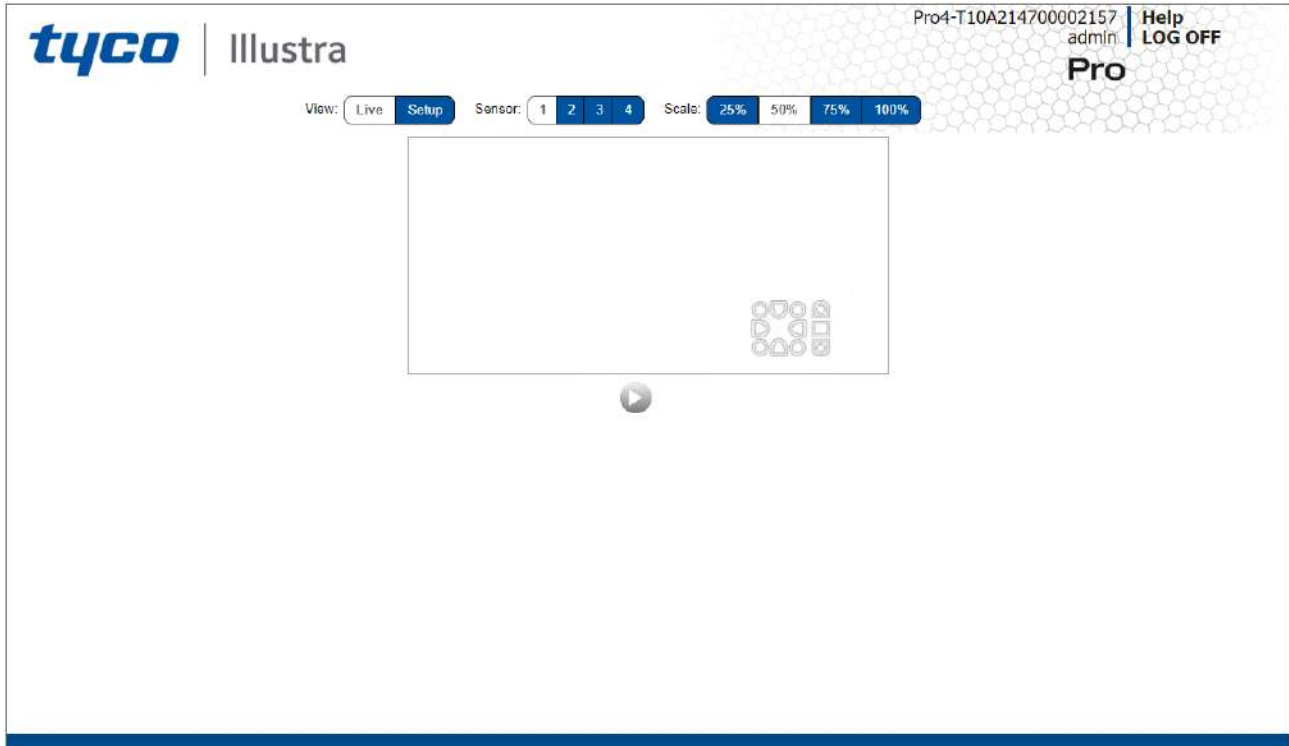 tyco | Illustra
Pro4-T10A214700002157
admin
Help
LOG OFF
Pro
View: Live Setup Sensor: 1 2 3 4 Scale: 25% 50% 75% 100%